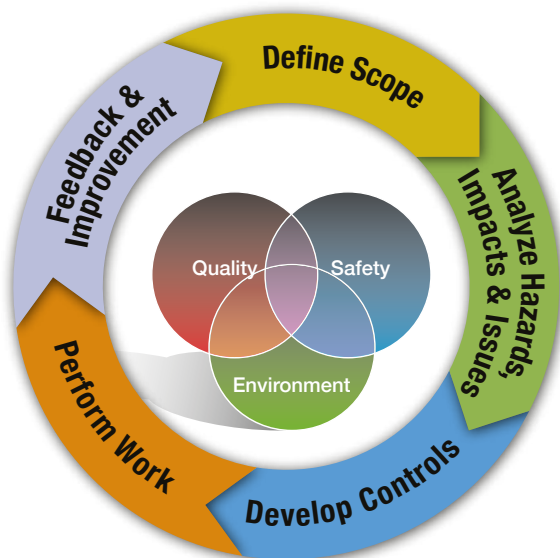 Define Scope
Analyze Hazards,
Impacts & Issues
Develop Controls
Perform Work
Feedback &
Improvement
Quality
Safety
Environment